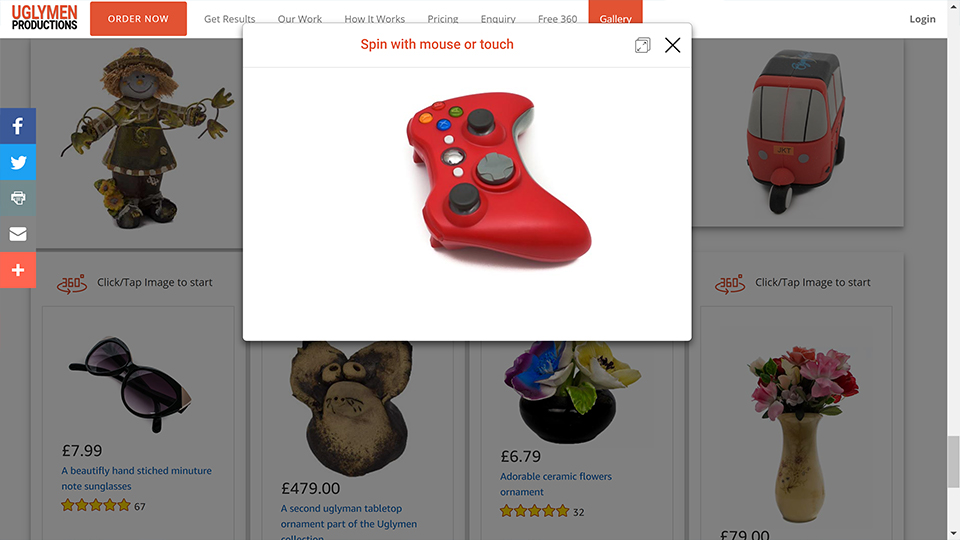 UGLYMEN
PRODUCTIONS
ORDER NOW
Get Results
Our Work
How It Works
Pricing
Enquiry
Free 360
Gallery
Login
Spin with mouse or touch
JKT
360°
Click/Tap Image to start
360°
Click/Tap Image to start
£7.99
A beautifly hand stiched minuture
note sunglasses
67
£479.00
A second uglyman tabletop
ornament part of the Uglymen
collection
£6.79
Adorable ceramic flowers
ornament
32
£79.00